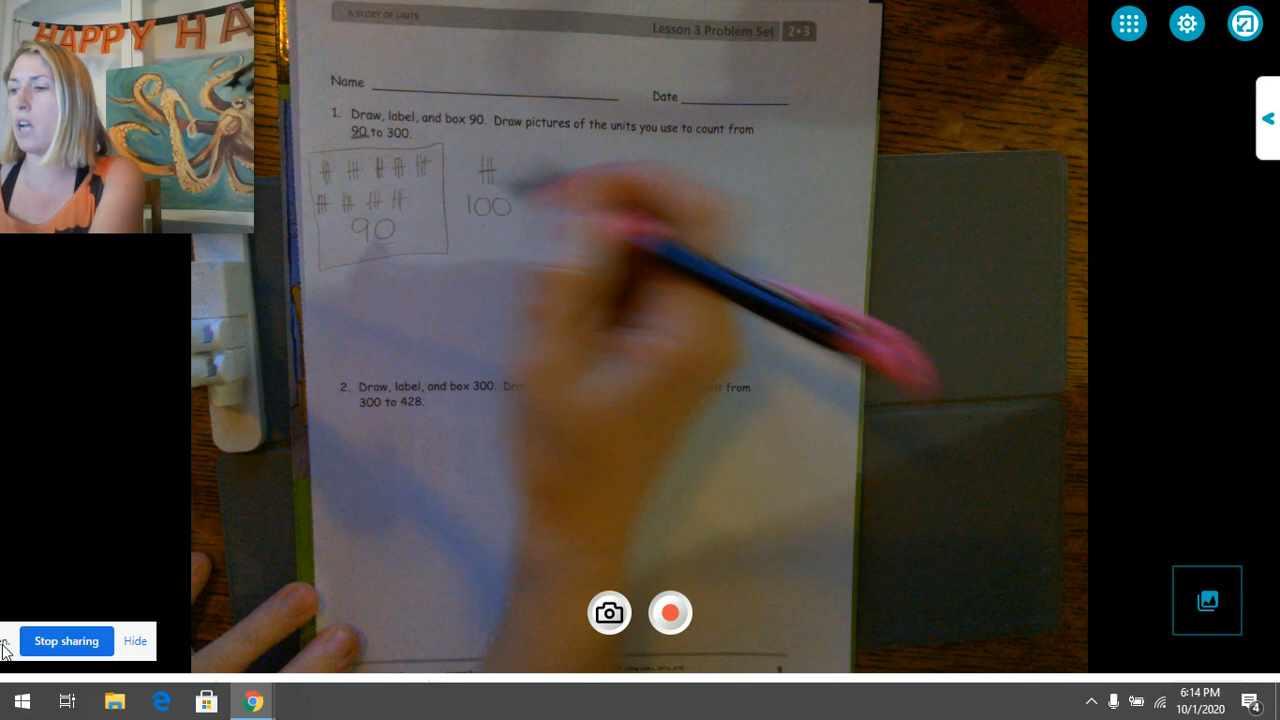 HAPPY HA
A STORY OF UNITS
Lesson 3 Problem Set 2•3
Name
Date
1. Draw, label, and box 90. Draw pictures of the units you use to count from
90 to 300.
90
100
2. Draw, label, and box 300. from
300 to 428.
Stop sharing
Hide
6:14 PM
10/1/2020
4
9